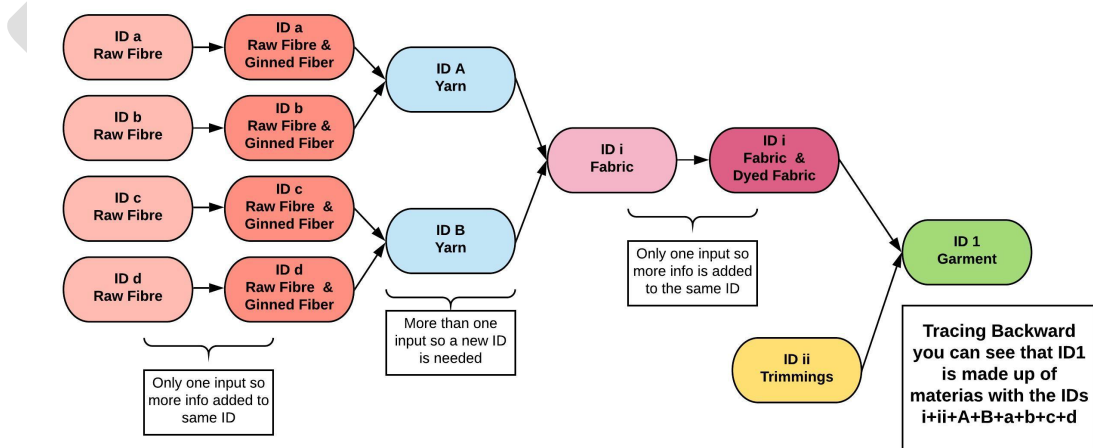 ID a
Raw Fibre
ID a
Raw Fibre &
Ginned Fiber
ID b
Raw Fibre
ID b
Raw Fibre &
Ginned Fiber
ID c
Raw Fibre
ID c
Raw Fibre  &
Ginned Fiber
ID d
Raw Fibre
ID d
Raw Fibre  &
Ginned Fiber
Only one input so
more info added to
same ID
ID A
Yarn
ID B
Yarn
More than one
input so a new ID
is needed
ID i
Fabric
ID i
Fabric  &
Dyed Fabric
Only one input so
more info is added
to the same ID
ID ii
Trimmings
ID 1
Garment
Tracing Backward
you can see that ID1
is made up of
materias with the IDs
i+ii+A+B+a+b+c+d